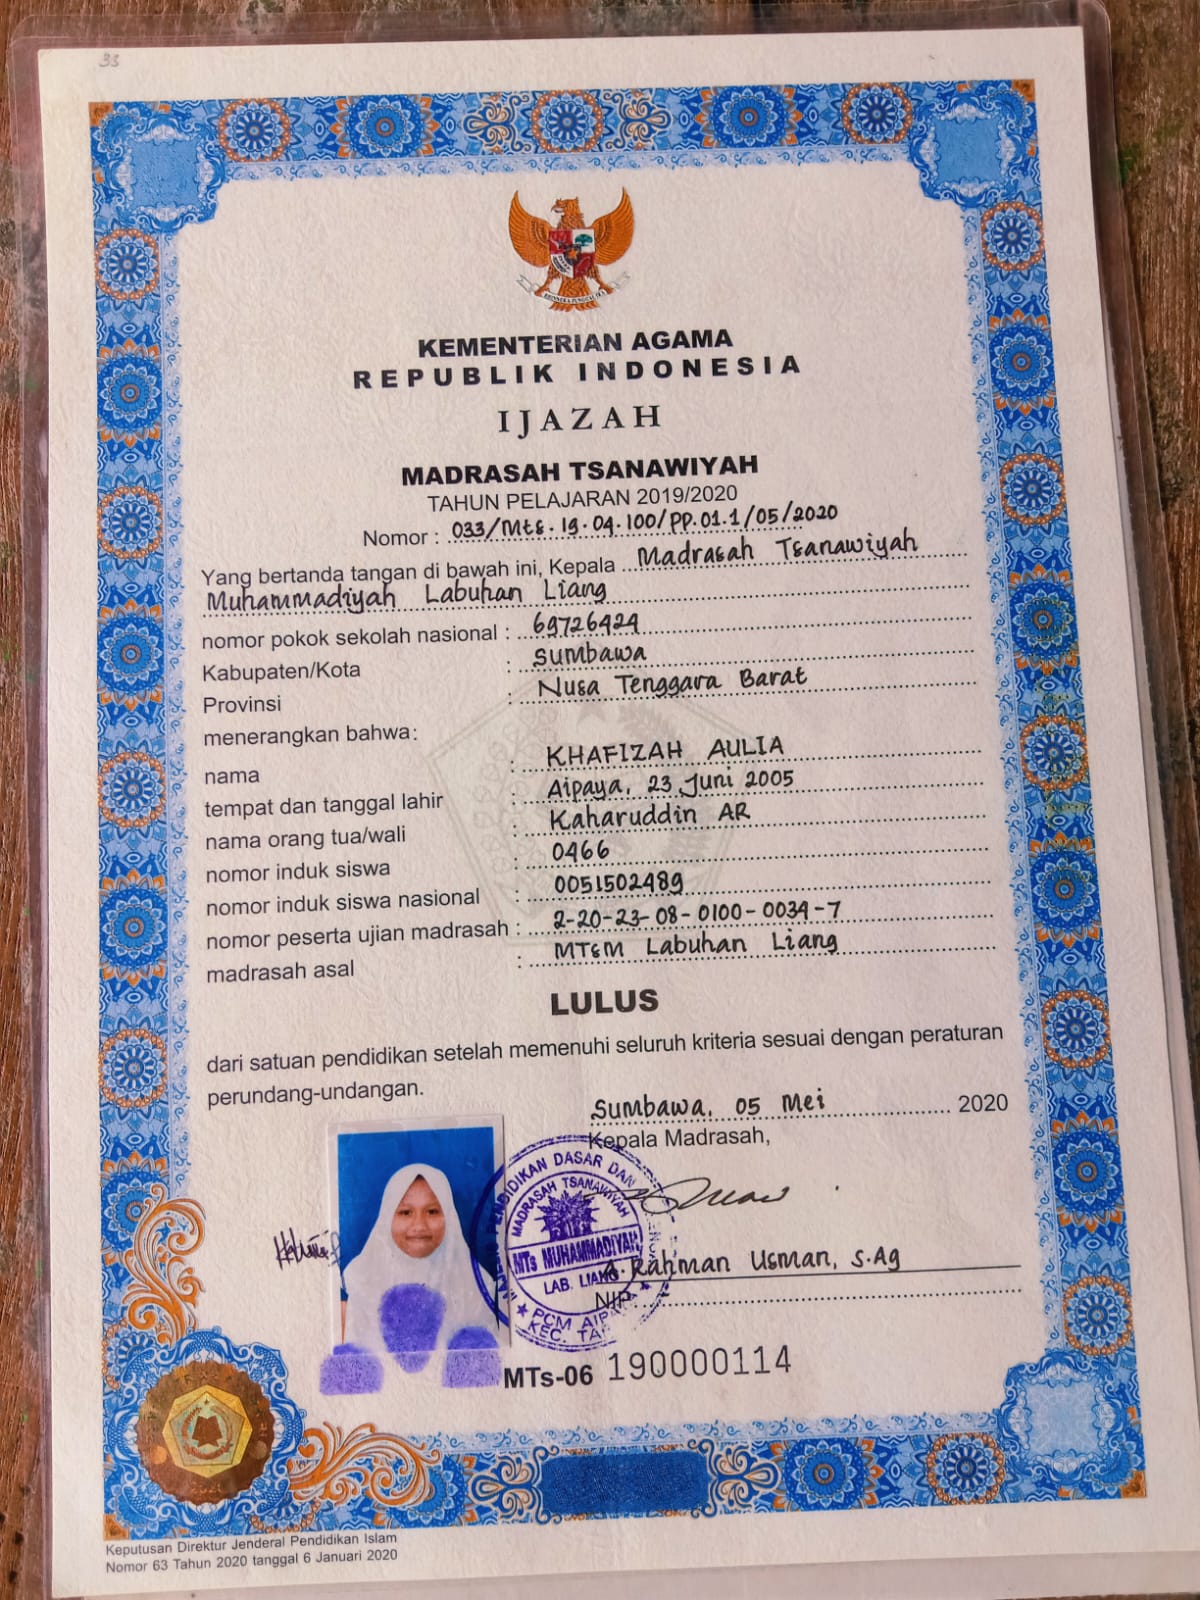 33
KEMENTERIAN AGAMA
REPUBLIK INDONESIA
IJAZAH
MADRASAH TSANAWIYAH
TAHUN PELAJARAN 2019/2020
Nomor : 033/Mts.19.04.100/PP.01.1/05/2020
Yang bertanda tangan di bawah ini, Kepala Madrasah Tsanawiyah
Muhammadiyah Labuhan Liang
nomor pokok sekolah nasional : 69726424
Kabupaten/Kota : Sumbawa
Provinsi : Nusa Tenggara Barat
menerangkan bahwa:
nama : KHAFIZAH AULIA
tempat dan tanggal lahir : Aipaya, 23 Juni 2005
nama orang tua/wali : Kaharuddin AR
nomor induk siswa : 0466
nomor induk siswa nasional : 0051502489
nomor peserta ujian madrasah : 2-20-23-08-0100-0034-7
madrasah asal : MTsM Labuhan Liang
LULUS
dari satuan pendidikan setelah memenuhi seluruh kriteria sesuai dengan peraturan
perundang-undangan.
Sumbawa, 05 Mei 2020
Kepala Madrasah,
PENDIDIKAN DASAR DAN
MADRASAH TSANAWIYAH
MTs MUHAMMADIYAH
LAB. LIANG
PCM AIPAYA
KEC. TA
A. Rahman Usman, S.Ag
NIP.
MTs-06 190000114
Keputusan Direktur Jenderal Pendidikan Islam
Nomor 63 Tahun 2020 tanggal 6 Januari 2020